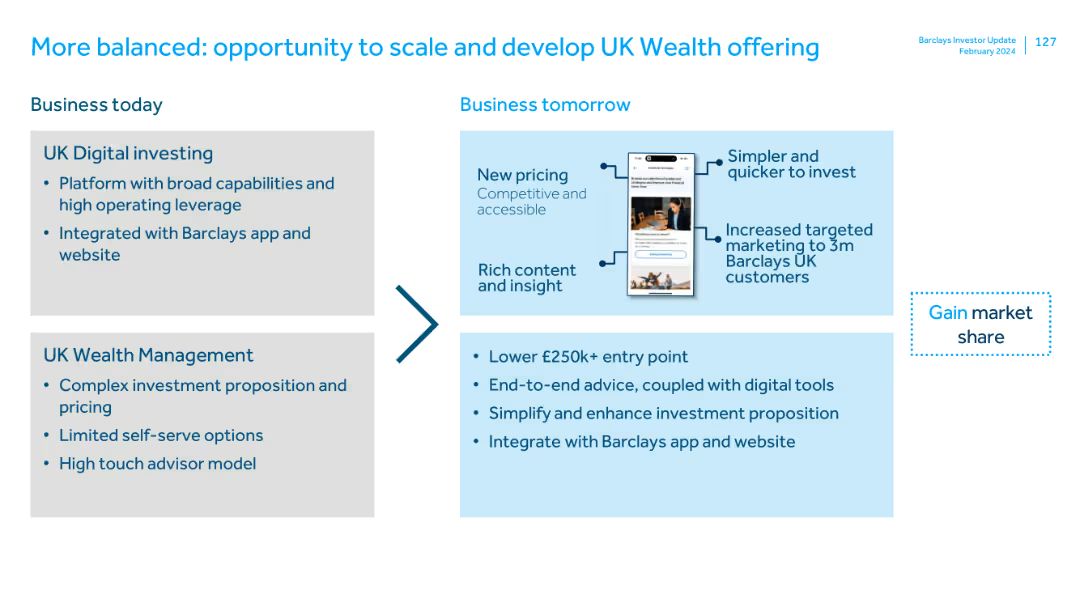 More balanced: opportunity to scale and develop UK Wealth offering
Barclays Investor Update
February 2024
127
Business today
UK Digital investing
• Platform with broad capabilities and
high operating leverage
• Integrated with Barclays app and
website
UK Wealth Management
• Complex investment proposition and
pricing
• Limited self-serve options
• High touch advisor model
Business tomorrow
New pricing
Competitive and
accessible
Rich content
and insight
Simpler and
quicker to invest
Increased targeted
marketing to 3m
Barclays UK
customers
• Lower £250k+ entry point
• End-to-end advice, coupled with digital tools
• Simplify and enhance investment proposition
• Integrate with Barclays app and website
Gain market
share